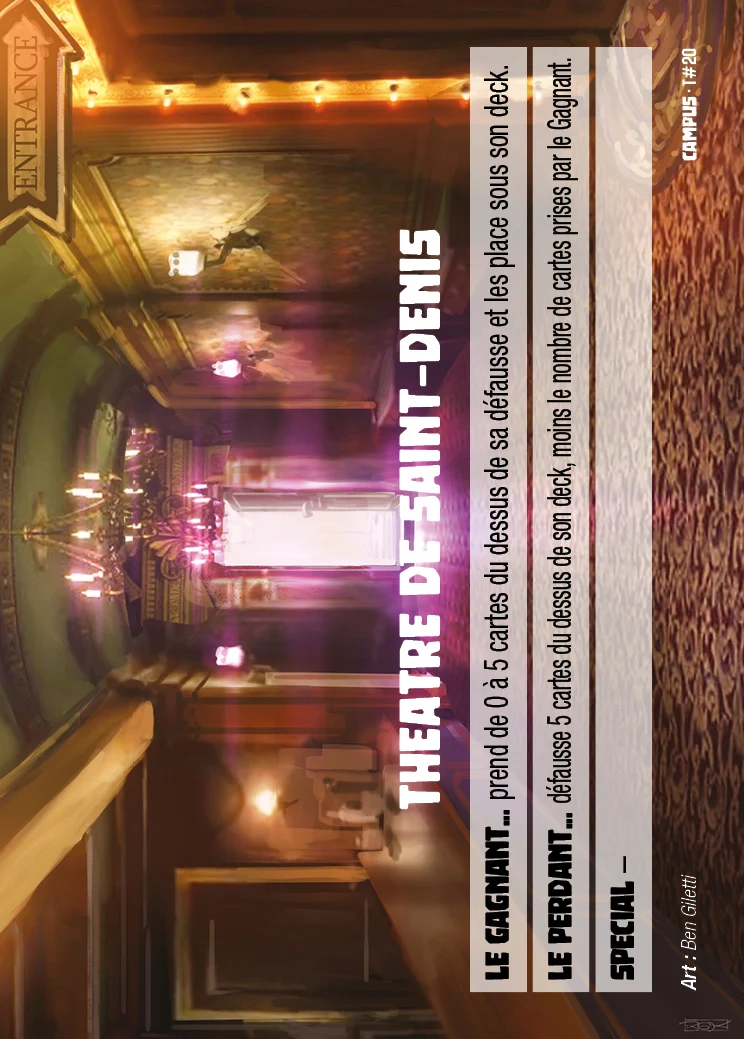 ENTRANCE
THEATRE DE SAINT-DENIS
LE GAGNANT... prend de 0 à 5 cartes du dessus de sa défausse et les place sous son deck.
LE PERDANT... défausse 5 cartes du dessus de son deck, moins le nombre de cartes prises par le Gagnant.
SPECIAL –
Art : Ben Giletti
CAMPUS · T#20